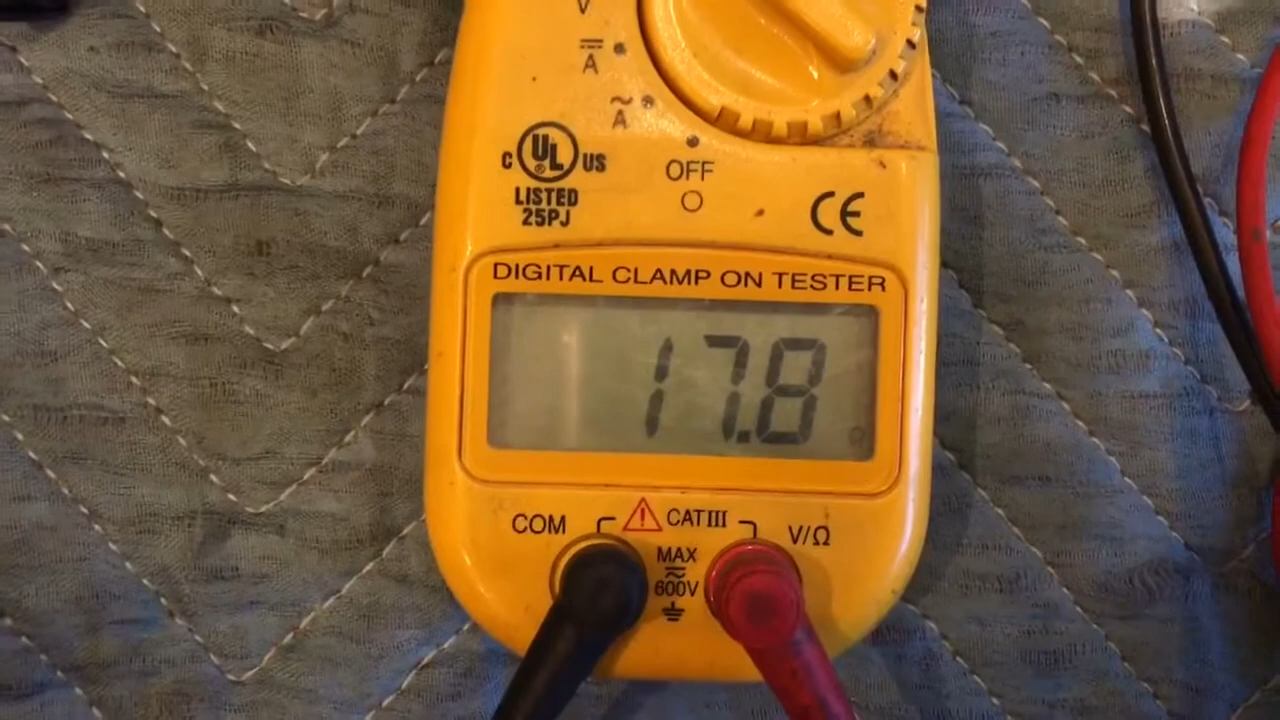 V
A
~
A
C UL US
®
LISTED
25PJ
OFF
CE
DIGITAL CLAMP ON TESTER
17.8
COM
!
CAT III
V/Ω
MAX
600V